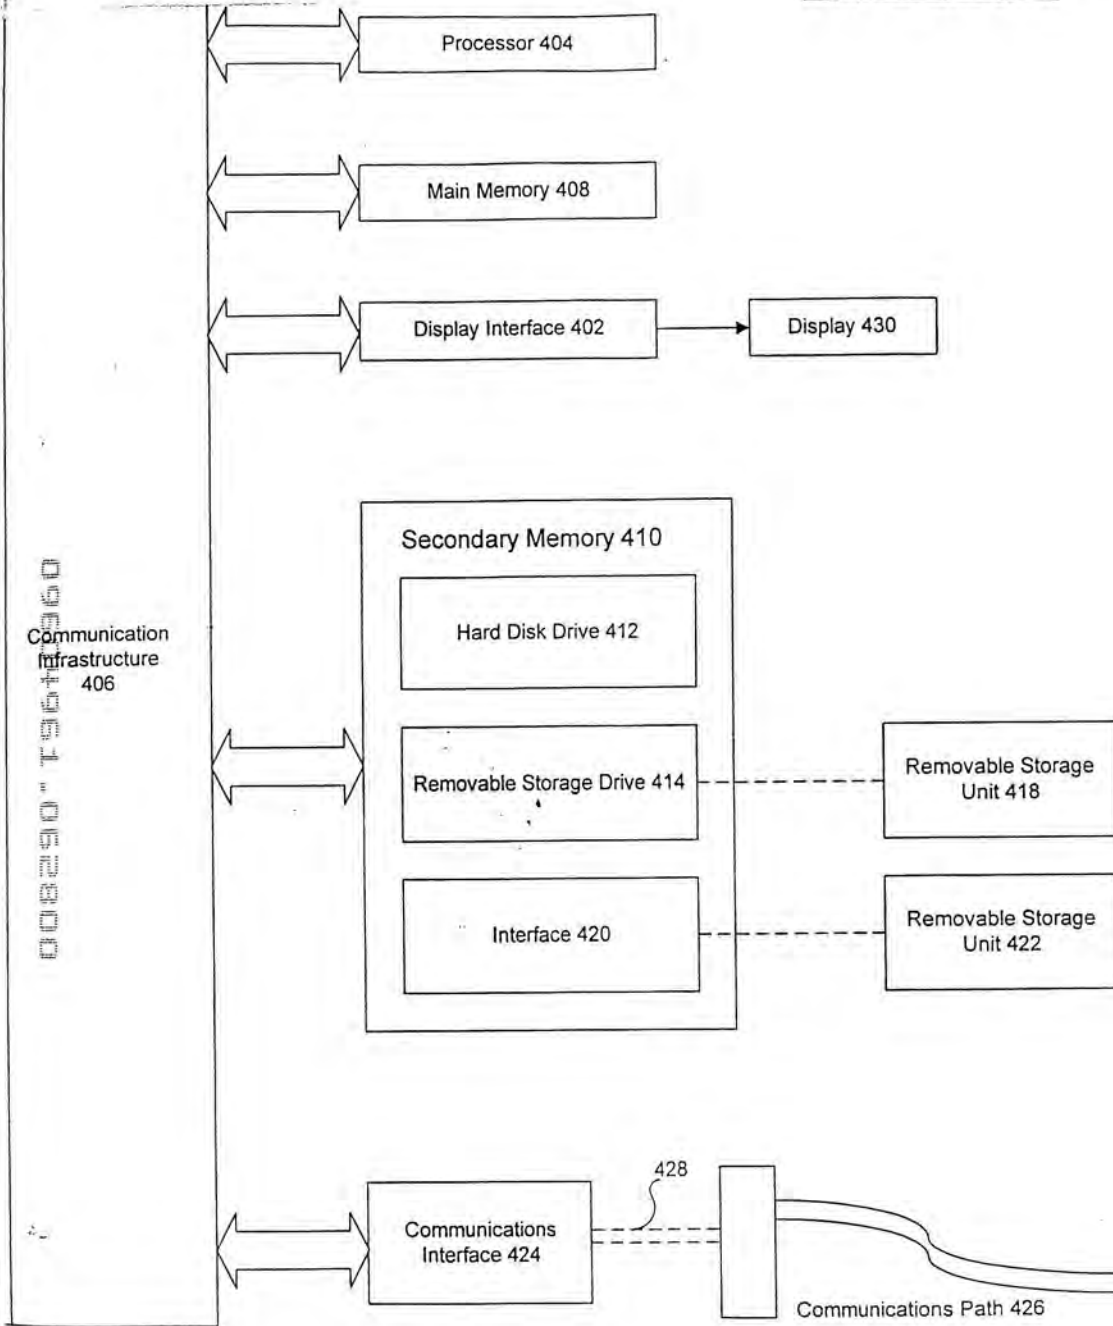 Processor 404
Main Memory 408
Display Interface 402
Display 430
Secondary Memory 410
Hard Disk Drive 412
Communication
Infrastructure
406
Removable Storage Drive 414
Removable Storage
Unit 418
Interface 420
Removable Storage
Unit 422
428
Communications
Interface 424
Communications Path 426